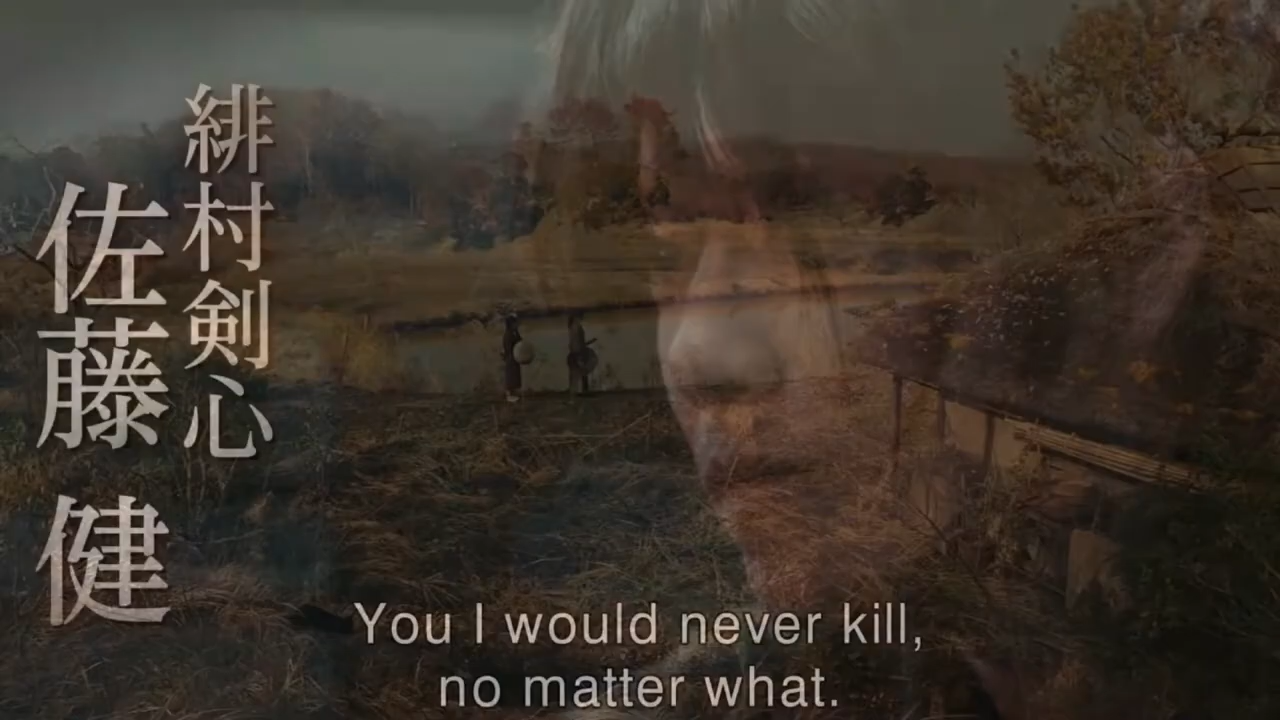 緋村剣心
佐藤 健
You I would never kill,
no matter what.